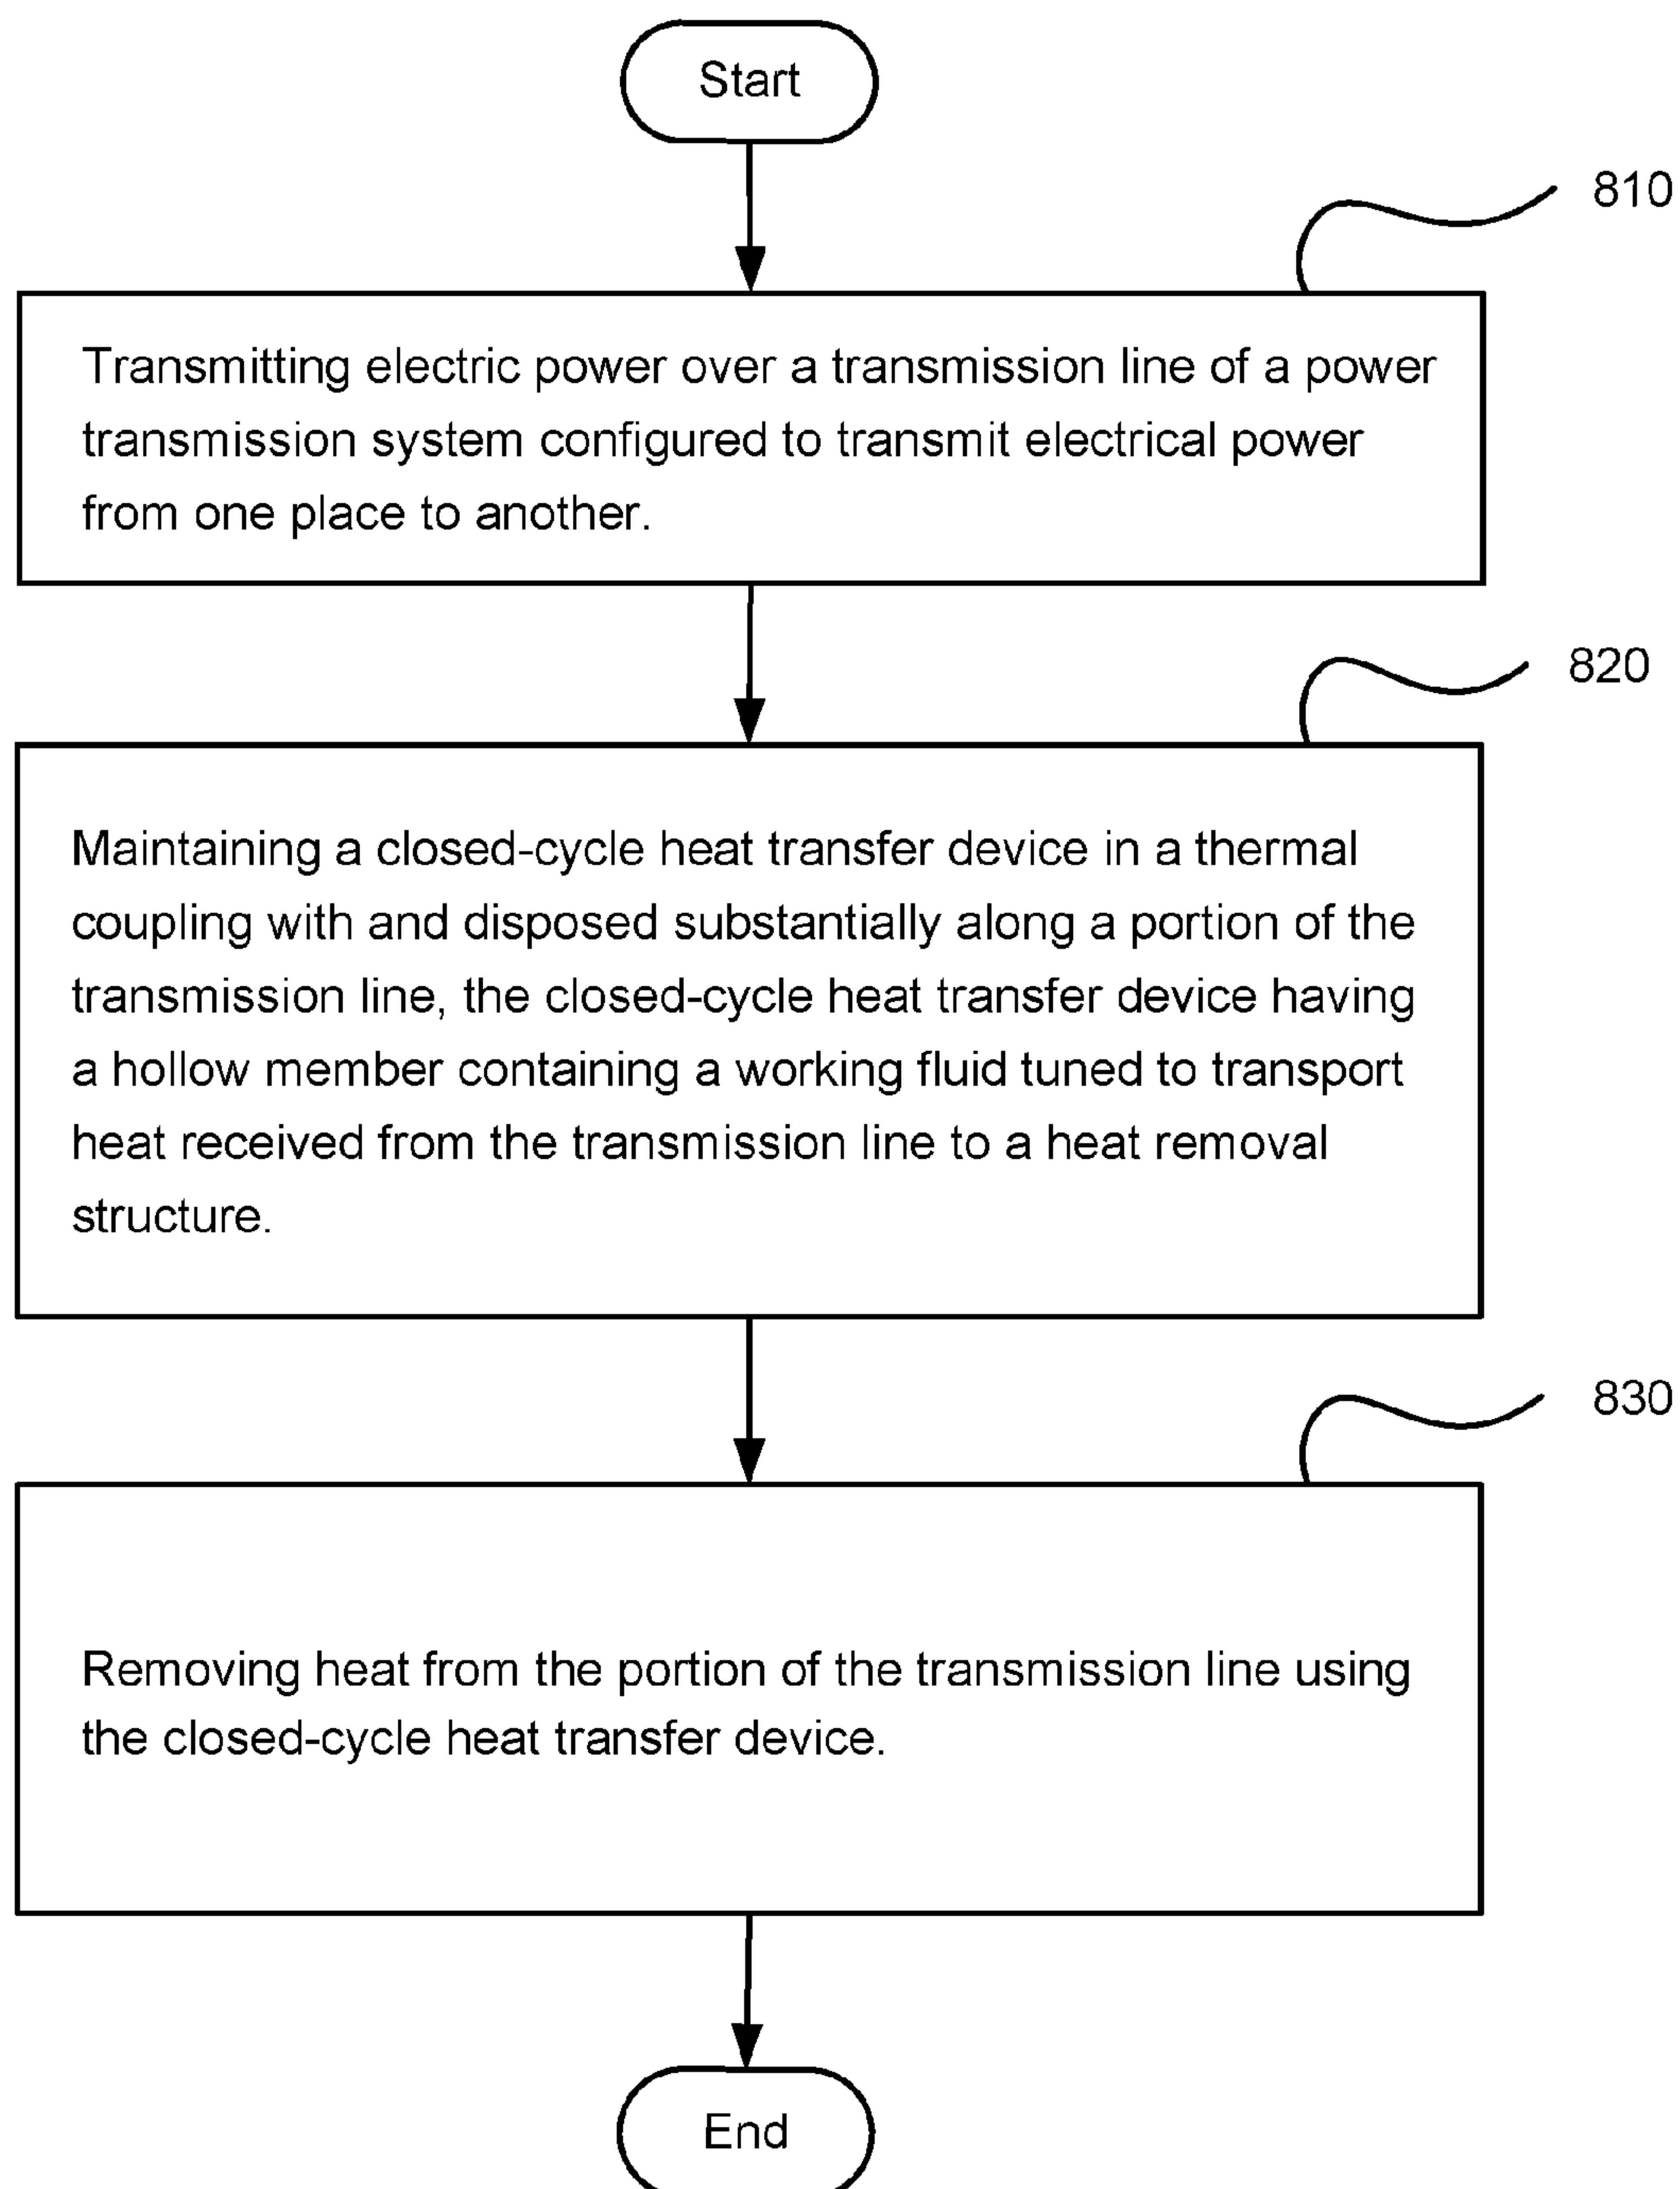 Start
810
Transmitting electric power over a transmission line of a power
transmission system configured to transmit electrical power
from one place to another.
820
Maintaining a closed-cycle heat transfer device in a thermal
coupling with and disposed substantially along a portion of the
transmission line, the closed-cycle heat transfer device having
a hollow member containing a working fluid tuned to transport
heat received from the transmission line to a heat removal
structure.
830
Removing heat from the portion of the transmission line using
the closed-cycle heat transfer device.
End